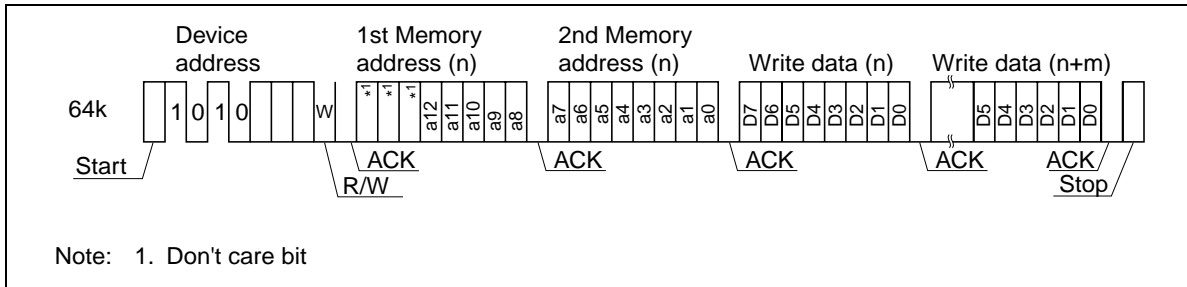 Device address
1st Memory address (n)
2nd Memory address (n)
Write data (n)
Write data (n+m)
64k
1 0 1 0 W
*1 *1 *1 a12 a11 a10 a9 a8
a7 a6 a5 a4 a3 a2 a1 a0
D7 D6 D5 D4 D3 D2 D1 D0
D5 D4 D3 D2 D1 D0
Start
R/W
ACK
ACK
ACK
ACK
ACK
Stop
Note: 1. Don't care bit